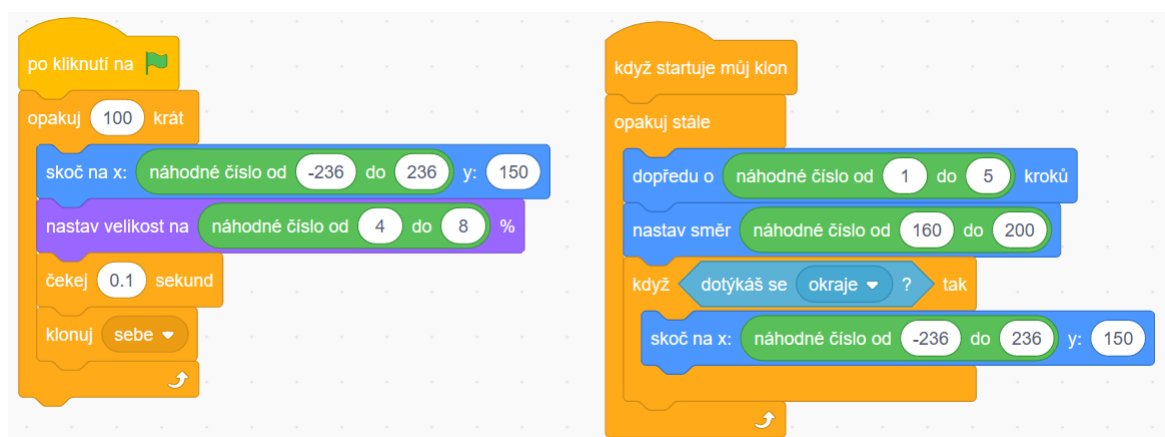 po kliknutí na
opakuj 100 krát
skoč na x: náhodné číslo od -236 do 236 y: 150
nastav velikost na náhodné číslo od 4 do 8 %
čekej 0.1 sekund
klonuj sebe
když startuje můj klon
opakuj stále
dopředu o náhodné číslo od 1 do 5 kroků
nastav směr náhodné číslo od 160 do 200
když dotýkáš se okraje ? tak
skoč na x: náhodné číslo od -236 do 236 y: 150